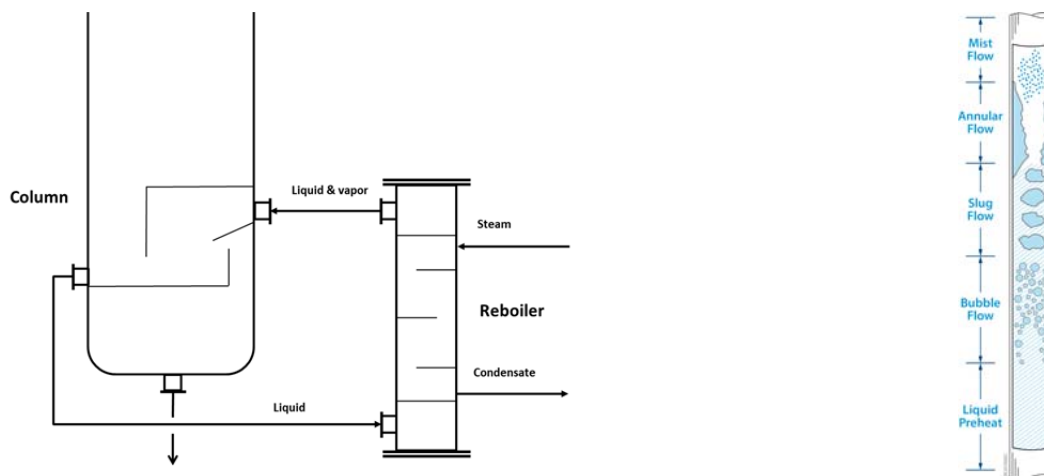 Column
Liquid & vapor
Steam
Reboiler
Condensate
Liquid
Mist
Flow
Annular
Flow
Slug
Flow
Bubble
Flow
Liquid
Preheat